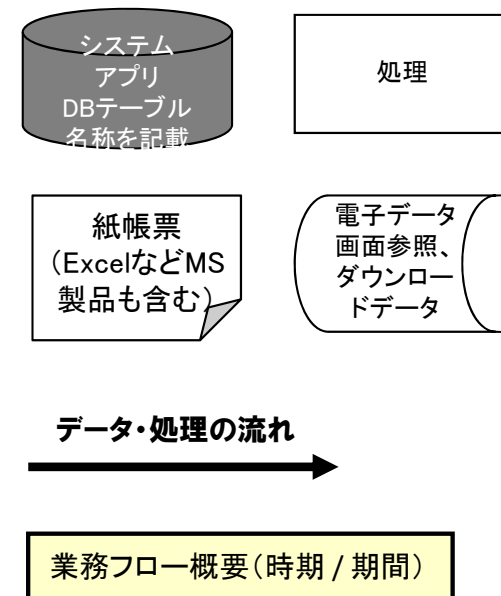 システム
アプリ
DBテーブル
名称を記載
処理
紙帳票
(ExcelなどMS
製品も含む)
電子データ
画面参照、
ダウンロー
ドデータ
データ・処理の流れ
業務フロー概要(時期 / 期間)